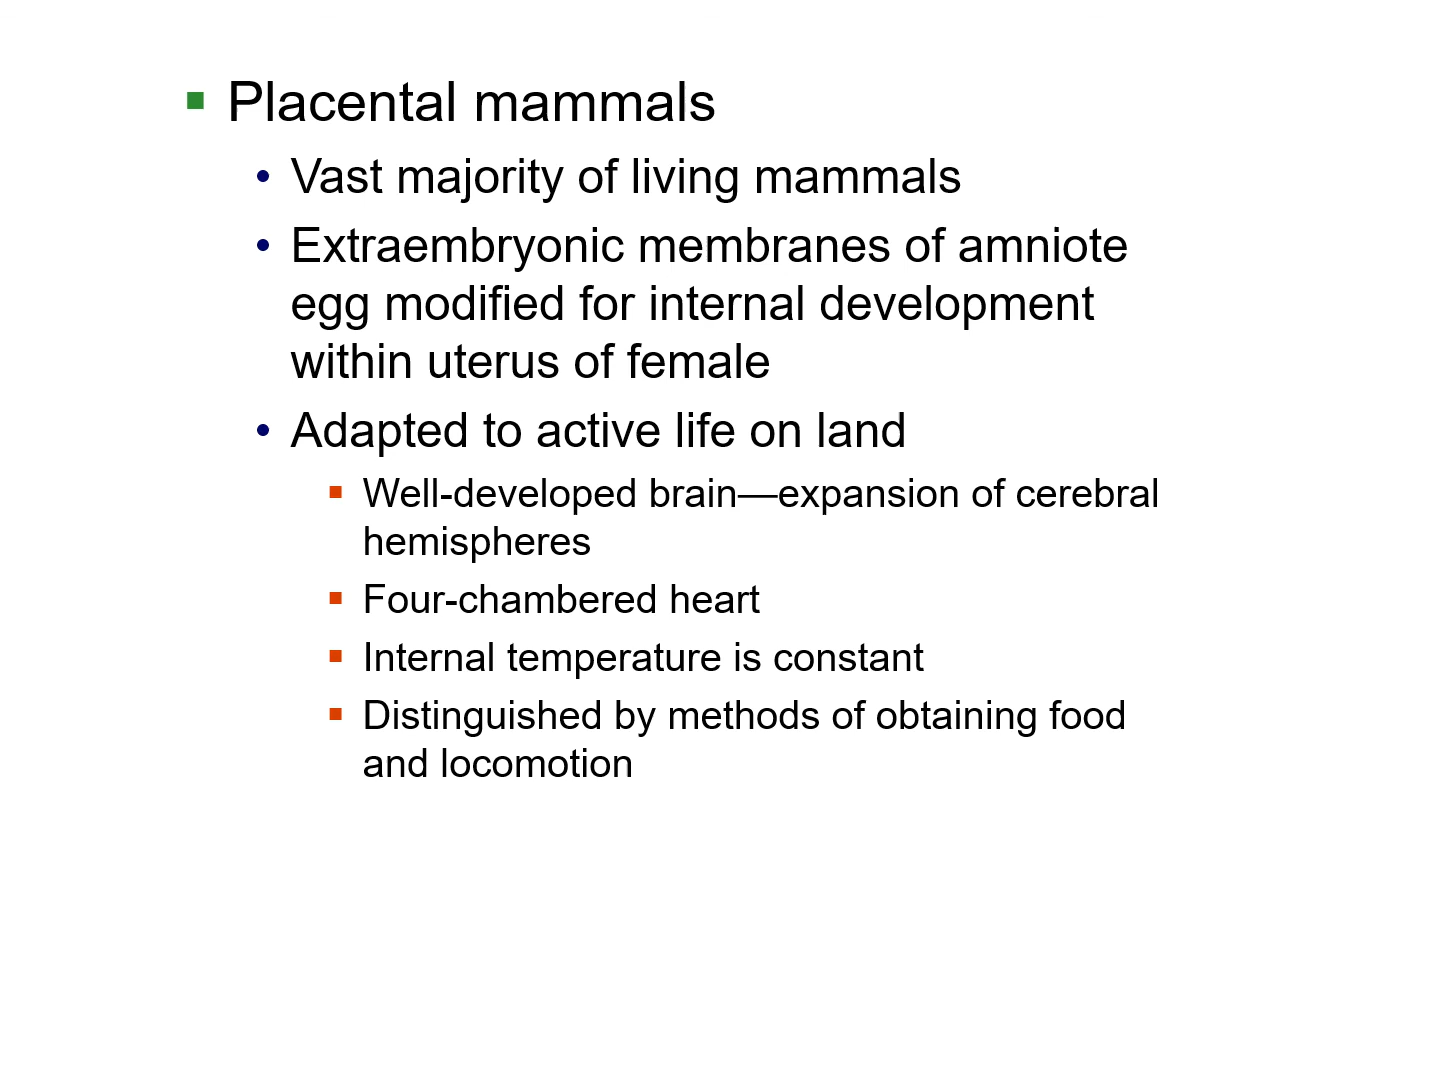 Placental mammals
Vast majority of living mammals
Extraembryonic membranes of amniote
egg modified for internal development
within uterus of female
Adapted to active life on land
Well-developed brain—expansion of cerebral
hemispheres
Four-chambered heart
Internal temperature is constant
Distinguished by methods of obtaining food
and locomotion